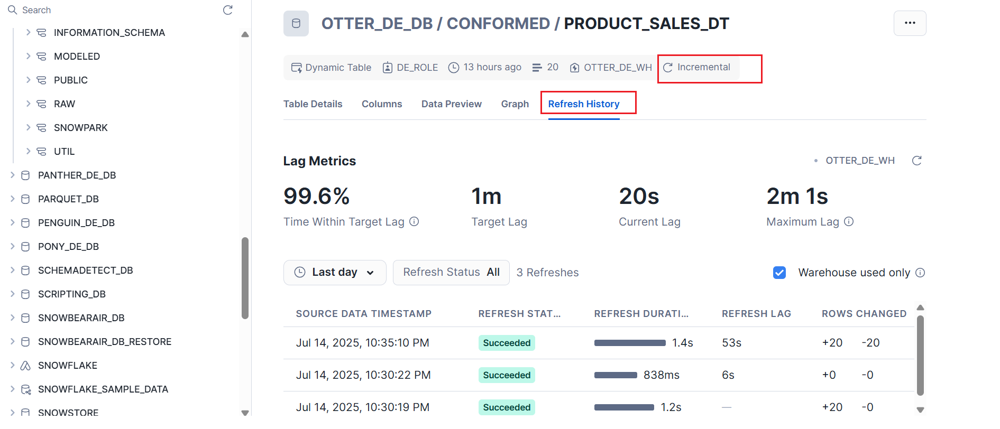 Search
INFORMATION_SCHEMA
MODELED
PUBLIC
RAW
SNOWPARK
UTIL
PANTHER_DE_DB
PARQUET_DB
PENGUIN_DE_DB
PONY_DE_DB
SCHEMADETECT_DB
SCRIPTING_DB
SNOWBEARAIR_DB
SNOWBEARAIR_DB_RESTORE
SNOWFLAKE
SNOWFLAKE_SAMPLE_DATA
SNOWSTORE
OTTER_DE_DB / CONFORMED / PRODUCT_SALES_DT
Dynamic Table DE_ROLE 13 hours ago 20 OTTER_DE_WH Incremental
Table Details Columns Data Preview Graph Refresh History
Lag Metrics OTTER_DE_WH
99.6% 1m 20s 2m 1s
Time Within Target Lag Target Lag Current Lag Maximum Lag
Last day Refresh Status All 3 Refreshes Warehouse used only
SOURCE DATA TIMESTAMP REFRESH STAT... REFRESH DURATI... REFRESH LAG ROWS CHANGED
Jul 14, 2025, 10:35:10 PM Succeeded 1.4s 53s +20 -20
Jul 14, 2025, 10:30:22 PM Succeeded 838ms 6s +0 -0
Jul 14, 2025, 10:30:19 PM Succeeded 1.2s — +20 -0